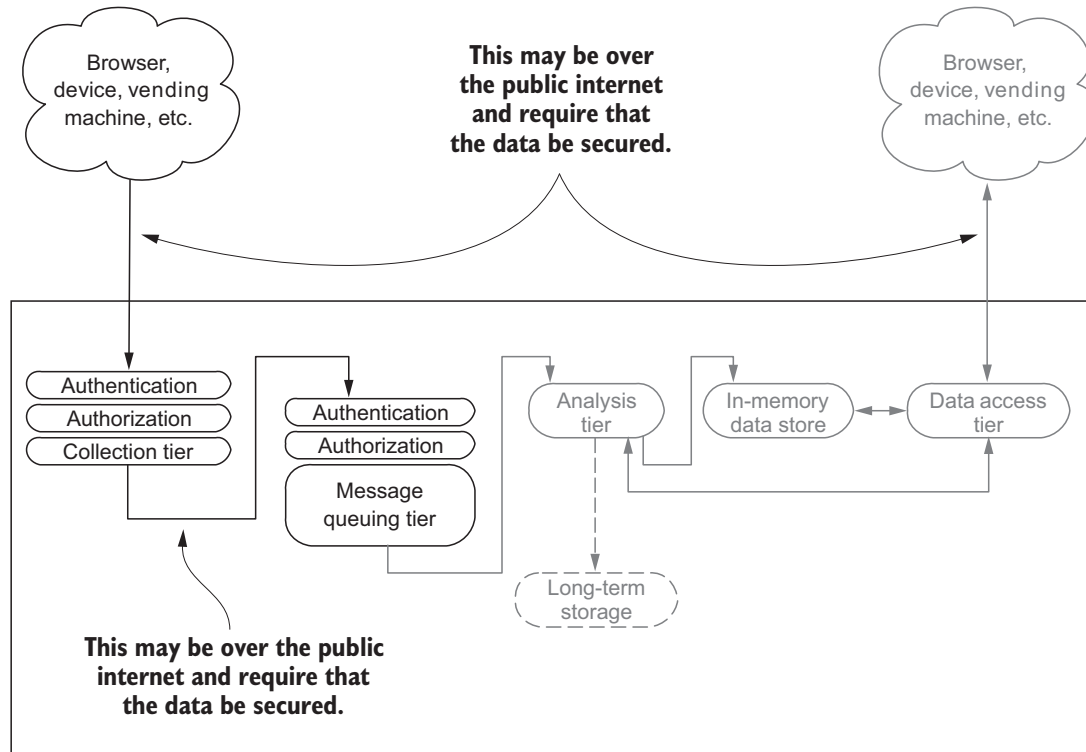 Browser,
device, vending
machine, etc.
This may be over
the public internet
and require that
the data be secured.
Browser,
device, vending
machine, etc.
Authentication
Authorization
Collection tier
Authentication
Authorization
Message
queuing tier
Analysis
tier
In-memory
data store
Data access
tier
Long-term
storage
This may be over the public
internet and require that
the data be secured.